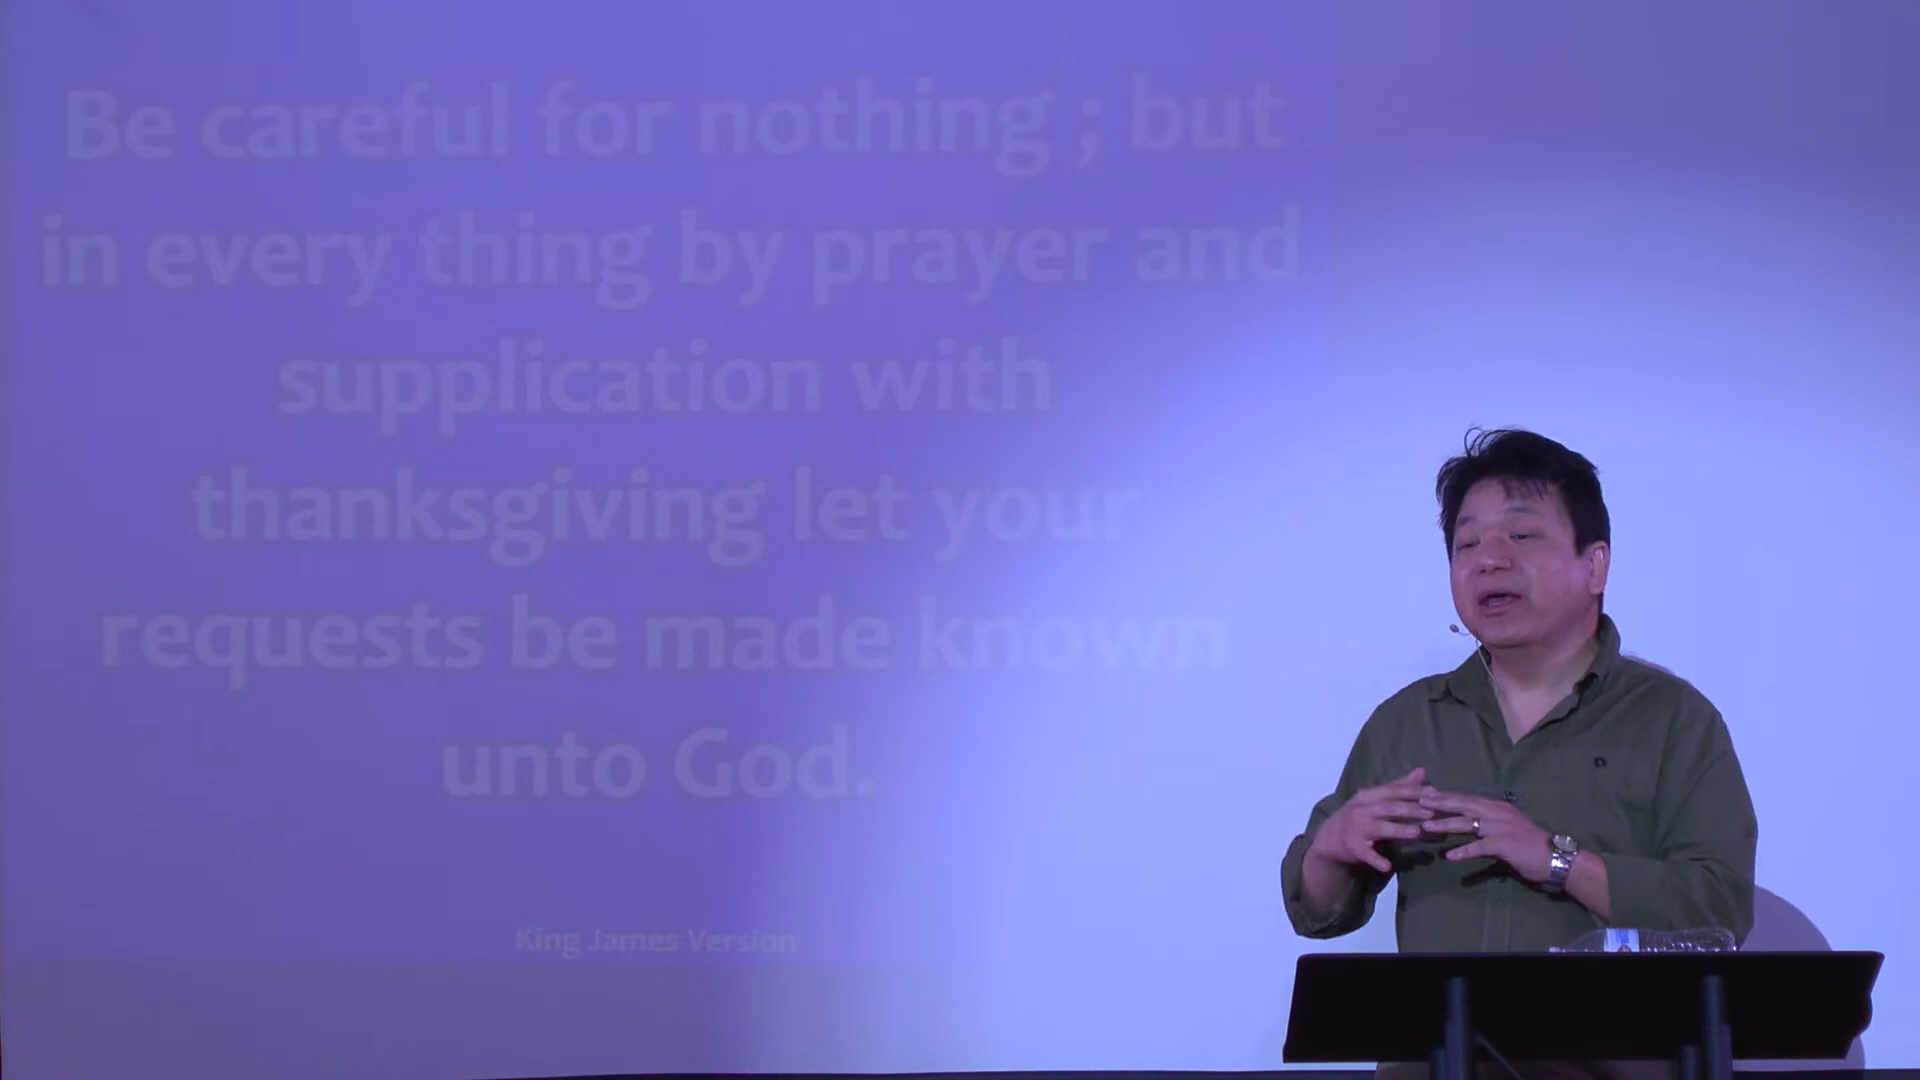 Be careful for nothing ; but
in every thing by prayer and
supplication with
thanksgiving let your
requests be made known
unto God.
King James Version